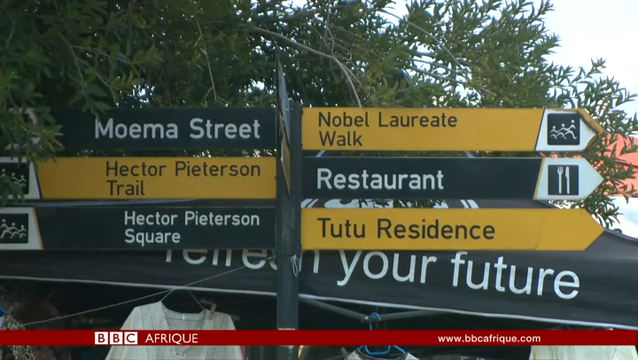 Moema Street
Hector Pieterson
Trail
Hector Pieterson
Square
Nobel Laureate
Walk
Restaurant
Tutu Residence
refresh your future
BBC AFRIQUE
www.bbcafrique.com